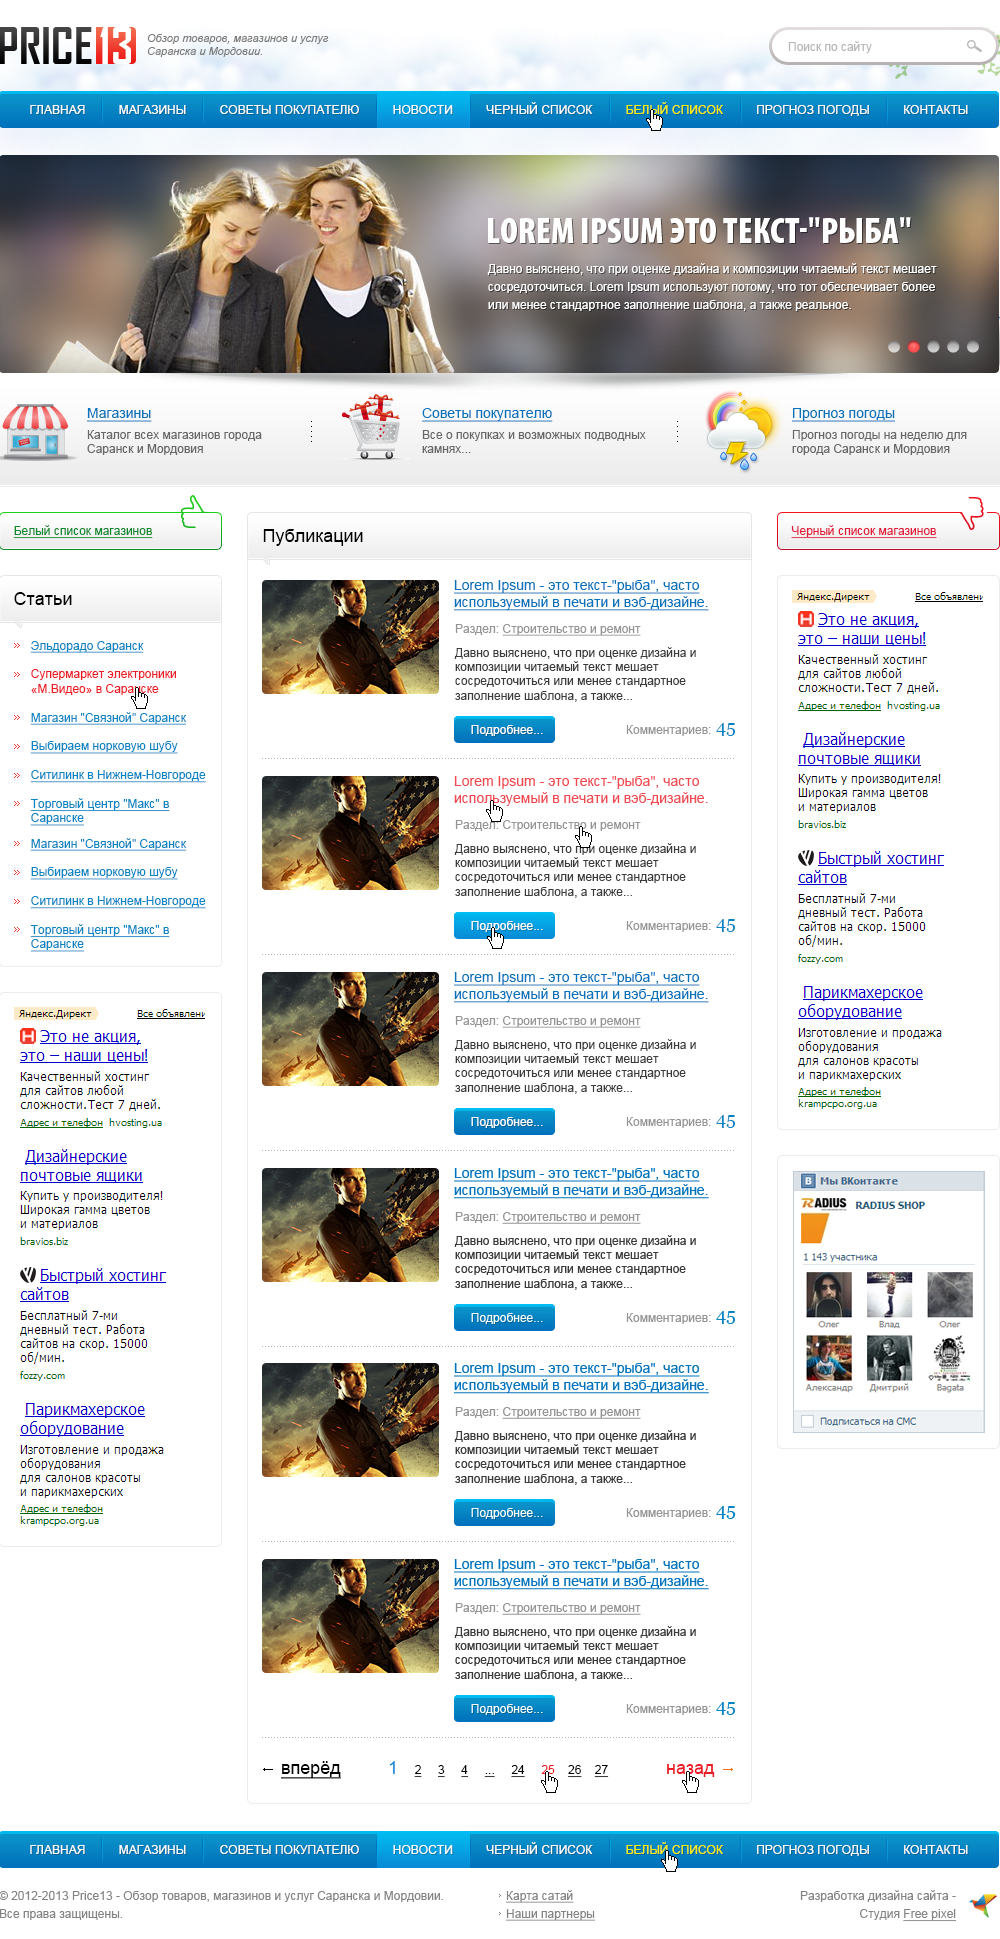 PRICE13
Обзор товаров, магазинов и услуг
Саранска и Мордовии.
Поиск по сайту
ГЛАВНАЯ МАГАЗИНЫ СОВЕТЫ ПОКУПАТЕЛЮ НОВОСТИ ЧЕРНЫЙ СПИСОК БЕЛЫЙ СПИСОК ПРОГНОЗ ПОГОДЫ КОНТАКТЫ
LOREM IPSUM ЭТО ТЕКСТ-"РЫБА"
Давно выяснено, что при оценке дизайна и композиции читаемый текст мешает
сосредоточиться. Lorem Ipsum используют потому, что тот обеспечивает более
или менее стандартное заполнение шаблона, а также реальное.
Магазины
Каталог всех магазинов города
Саранск и Мордовия
Советы покупателю
Все о покупках и возможных подводных
камнях...
Прогноз погоды
Прогноз погоды на неделю для
города Саранск и Мордовия
Белый список магазинов
Статьи
Эльдорадо Саранск
Супермаркет электроники
«М.Видео» в Саранске
Магазин "Связной" Саранск
Выбираем норковую шубу
Ситилинк в Нижнем-Новгороде
Торговый центр "Макс" в
Саранске
Магазин "Связной" Саранск
Выбираем норковую шубу
Ситилинк в Нижнем-Новгороде
Торговый центр "Макс" в
Саранске
Яндекс.Директ Все объявлени
Это не акция,
это – наши цены!
Качественный хостинг
для сайтов любой
сложности.Тест 7 дней.
Адрес и телефон hvosting.ua
Дизайнерские
почтовые ящики
Купить у производителя!
Широкая гамма цветов
и материалов
bravios.biz
Быстрый хостинг
сайтов
Бесплатный 7-ми
дневный тест. Работа
сайтов на скор. 15000
об/мин.
fozzy.com
Парикмахерское
оборудование
Изготовление и продажа
оборудования
для салонов красоты
и парикмахерских
Адрес и телефон
krampcpo.org.ua
Публикации
Lorem Ipsum - это текст-"рыба", часто
используемый в печати и вэб-дизайне.
Раздел: Строительство и ремонт
Давно выяснено, что при оценке дизайна и
композиции читаемый текст мешает
сосредоточиться или менее стандартное
заполнение шаблона, а также...
Подробнее... Комментариев: 45
Lorem Ipsum - это текст-"рыба", часто
используемый в печати и вэб-дизайне.
Раздел: Строительство и ремонт
Давно выяснено, что при оценке дизайна и
композиции читаемый текст мешает
сосредоточиться или менее стандартное
заполнение шаблона, а также...
Подробнее... Комментариев: 45
Lorem Ipsum - это текст-"рыба", часто
используемый в печати и вэб-дизайне.
Раздел: Строительство и ремонт
Давно выяснено, что при оценке дизайна и
композиции читаемый текст мешает
сосредоточиться или менее стандартное
заполнение шаблона, а также...
Подробнее... Комментариев: 45
Lorem Ipsum - это текст-"рыба", часто
используемый в печати и вэб-дизайне.
Раздел: Строительство и ремонт
Давно выяснено, что при оценке дизайна и
композиции читаемый текст мешает
сосредоточиться или менее стандартное
заполнение шаблона, а также...
Подробнее... Комментариев: 45
Lorem Ipsum - это текст-"рыба", часто
используемый в печати и вэб-дизайне.
Раздел: Строительство и ремонт
Давно выяснено, что при оценке дизайна и
композиции читаемый текст мешает
сосредоточиться или менее стандартное
заполнение шаблона, а также...
Подробнее... Комментариев: 45
Lorem Ipsum - это текст-"рыба", часто
используемый в печати и вэб-дизайне.
Раздел: Строительство и ремонт
Давно выяснено, что при оценке дизайна и
композиции читаемый текст мешает
сосредоточиться или менее стандартное
заполнение шаблона, а также...
Подробнее... Комментариев: 45
← вперёд 1 2 3 4 ... 24 25 26 27 назад →
Черный список магазинов
Яндекс.Директ Все объявлени
Это не акция,
это – наши цены!
Качественный хостинг
для сайтов любой
сложности.Тест 7 дней.
Адрес и телефон hvosting.ua
Дизайнерские
почтовые ящики
Купить у производителя!
Широкая гамма цветов
и материалов
bravios.biz
Быстрый хостинг
сайтов
Бесплатный 7-ми
дневный тест. Работа
сайтов на скор. 15000
об/мин.
fozzy.com
Парикмахерское
оборудование
Изготовление и продажа
оборудования
для салонов красоты
и парикмахерских
Адрес и телефон
krampcpo.org.ua
В Мы ВКонтакте
RADIUS RADIUS SHOP
1 143 участника
Олег Влад Олег
Александр Дмитрий Bagata
Подписаться на СМС
ГЛАВНАЯ МАГАЗИНЫ СОВЕТЫ ПОКУПАТЕЛЮ НОВОСТИ ЧЕРНЫЙ СПИСОК БЕЛЫЙ СПИСОК ПРОГНОЗ ПОГОДЫ КОНТАКТЫ
© 2012-2013 Price13 - Обзор товаров, магазинов и услуг Саранска и Мордовии.
Все права защищены.
Карта сатай
Наши партнеры
Разработка дизайна сайта -
Студия Free pixel